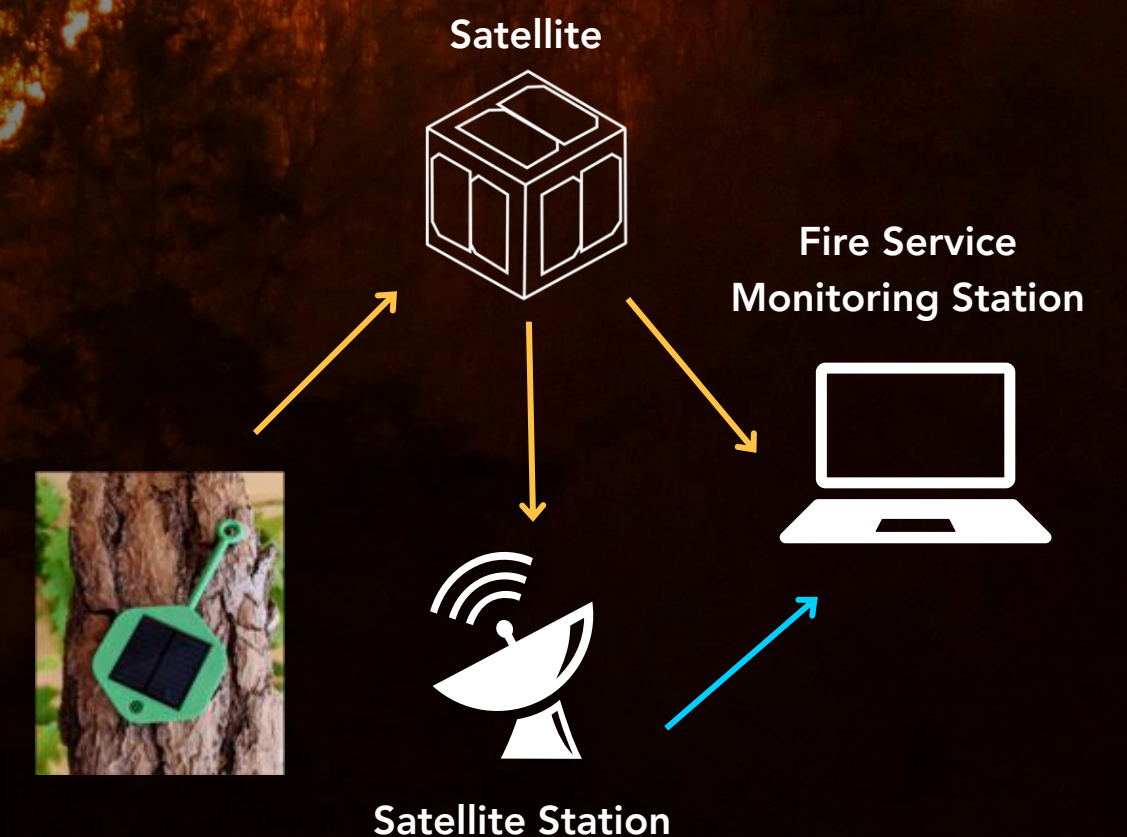 Satellite
Fire Service
Monitoring Station
Satellite Station